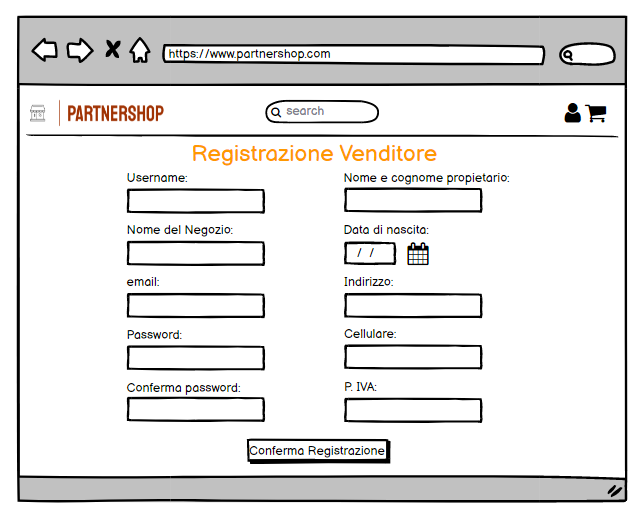 https://www.partnershop.com
PARTNERSHOP
search
Registrazione Venditore
Username:
Nome e cognome propietario:
Nome del Negozio:
Data di nascita:
/ /
email:
Indirizzo:
Password:
Cellulare:
Conferma password:
P. IVA:
Conferma Registrazione